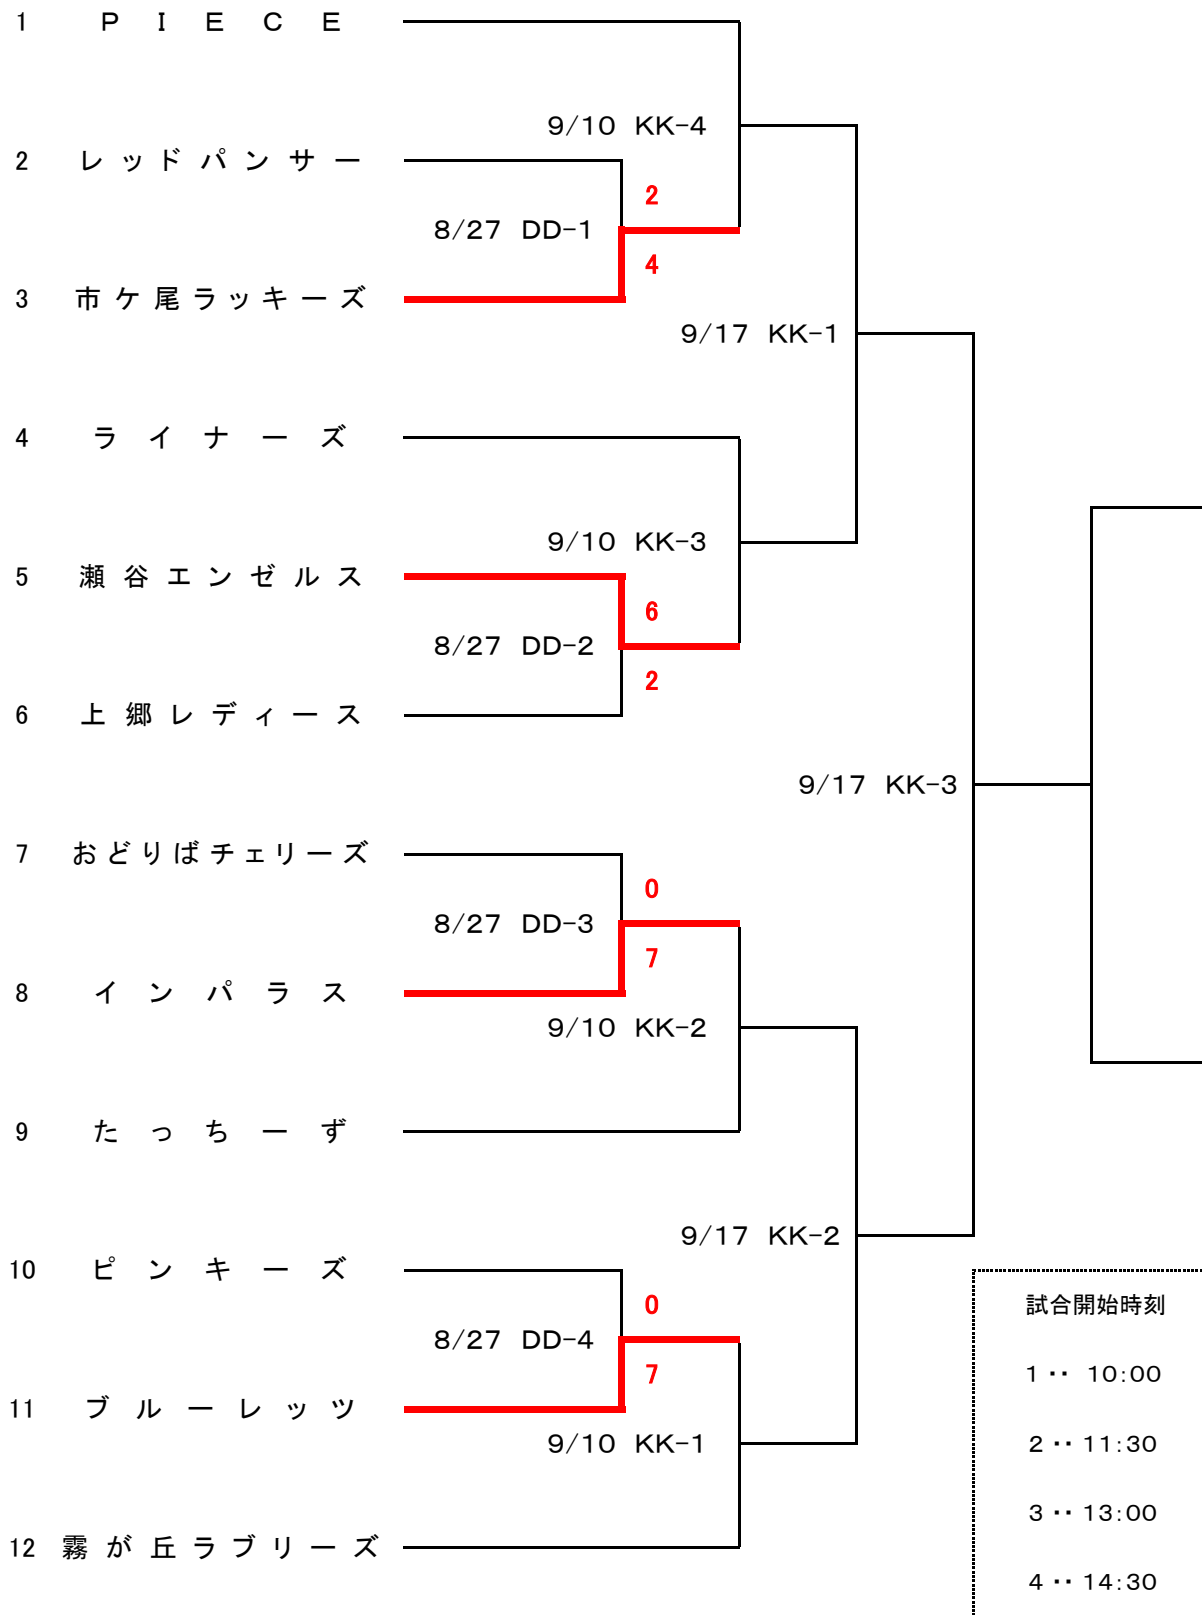 1 ＰＩＥＣＥ
9/10 KK-4
2 レッドパンサー
2
8/27 DD-1
4
3 市ケ尾ラッキーズ
9/17 KK-1
4 ライナーズ
9/10 KK-3
5 瀬谷エンゼルス
6
8/27 DD-2
2
6 上郷レディース
9/17 KK-3
7 おどりばチェリーズ
0
8/27 DD-3
7
8 インパラス
9/10 KK-2
9 たっちーず
9/17 KK-2
10 ピンキーズ
0
試合開始時刻
8/27 DD-4
7
1 ‥ 10:00
11 ブルーレッツ
9/10 KK-1
2 ‥ 11:30
3 ‥ 13:00
12 霧が丘ラブリーズ
4 ‥ 14:30